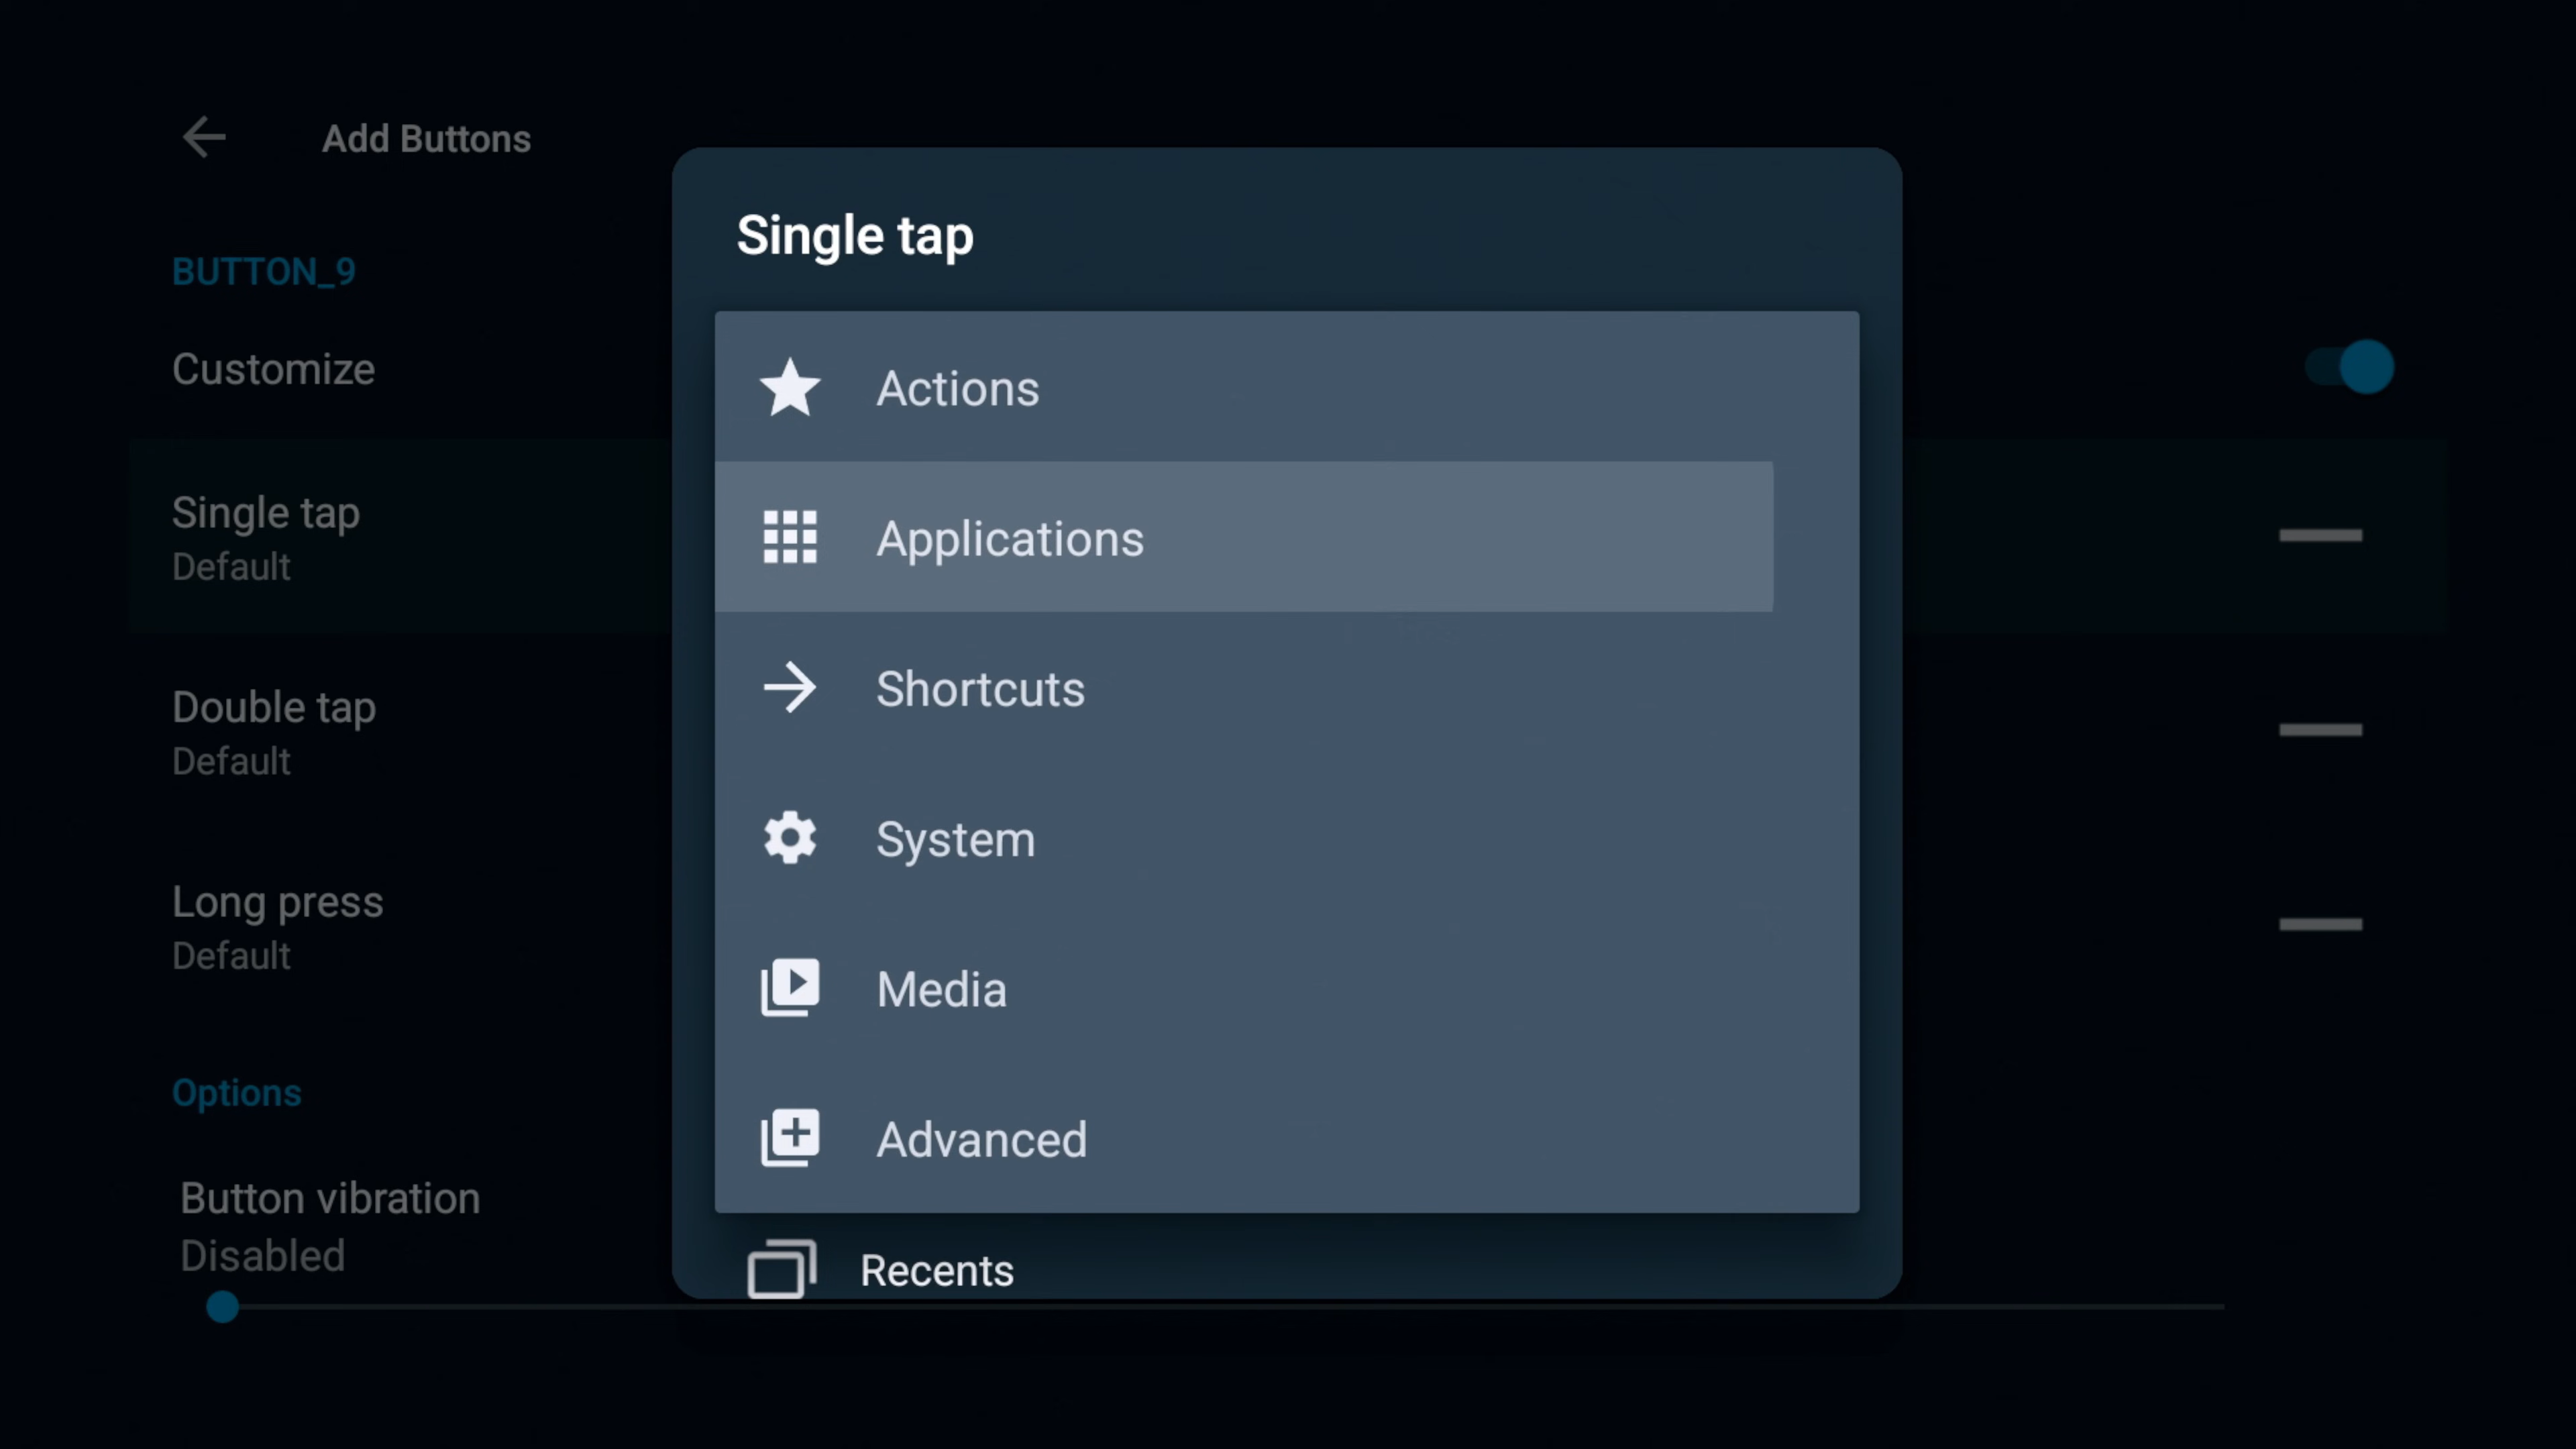 Add Buttons
BUTTON_9
Customize
Single tap
Default
Double tap
Default
Long press
Default
Options
Button vibration
Disabled
Single tap
Actions
Applications
Shortcuts
System
Media
Advanced
Recents